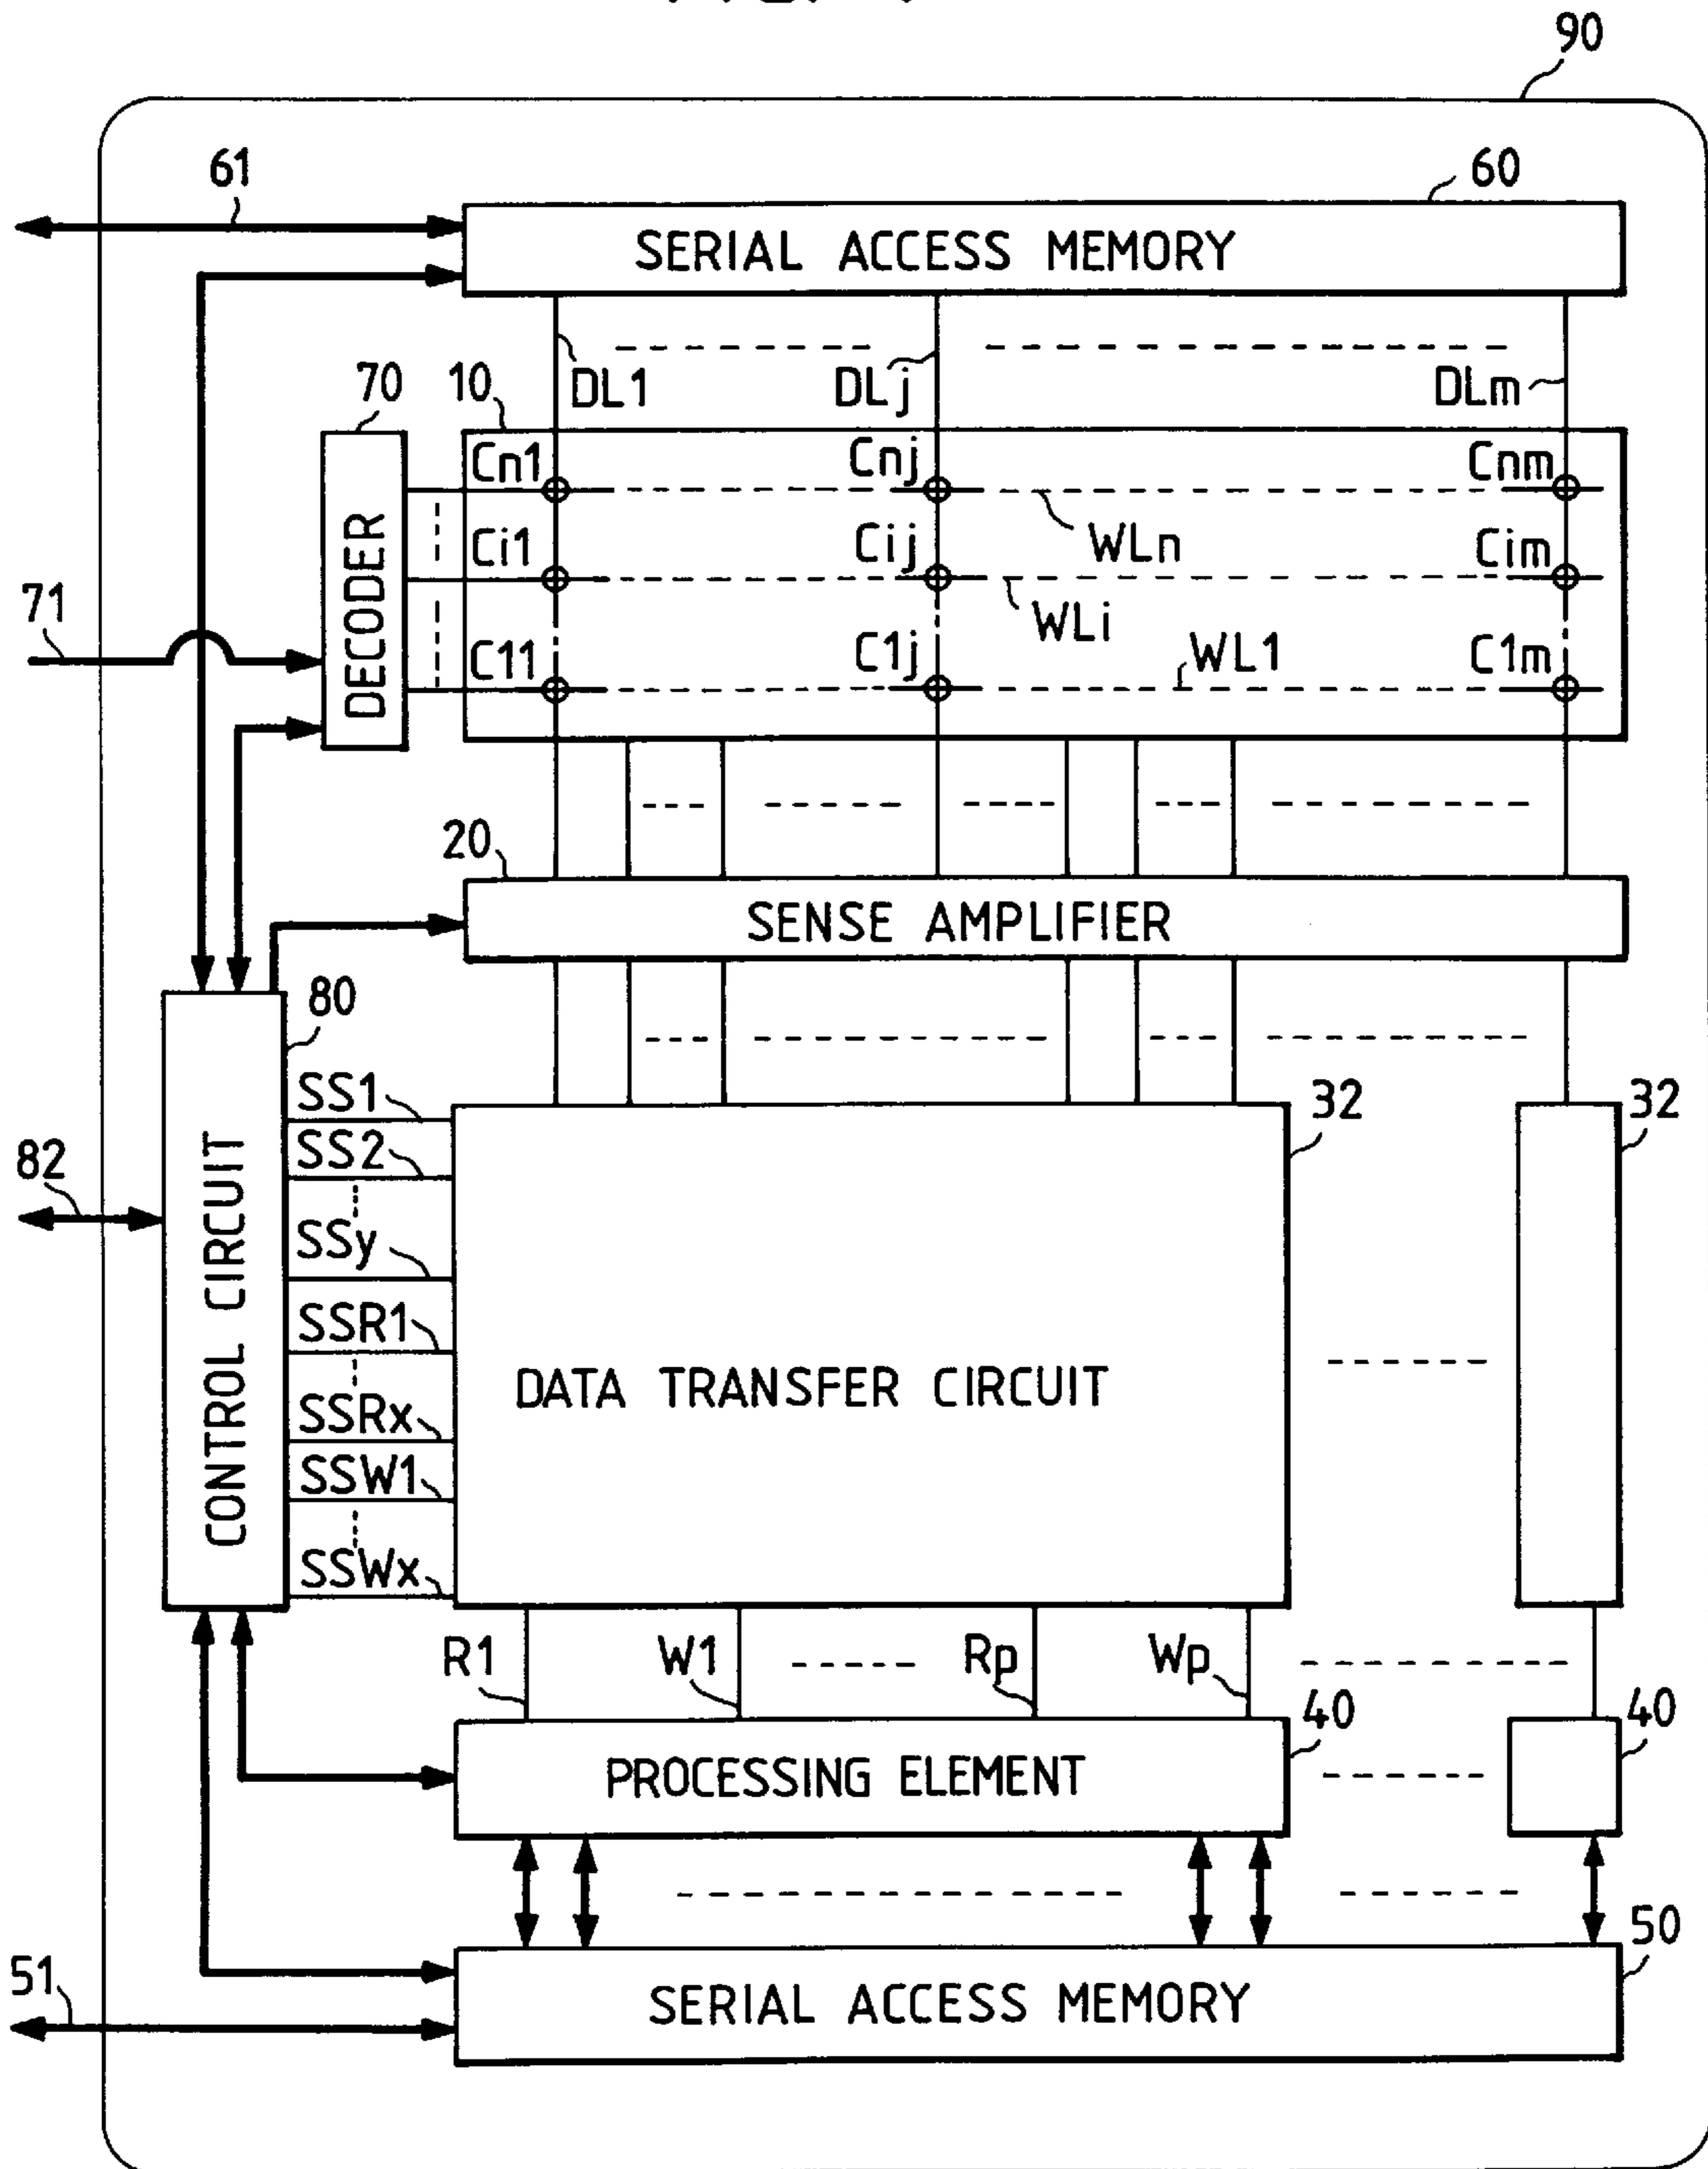 90
61
60
SERIAL ACCESS MEMORY
DL1
DLj
DLm
70
10
Cn1
Cnj
Cnm
DECODER
Ci1
Cij
WLn
Cim
71
WLi
C11
C1j
WL1
C1m
20
SENSE AMPLIFIER
80
SS1
32
32
SS2
82
CONTROL CIRCUIT
SSy
SSR1
DATA TRANSFER CIRCUIT
SSRx
SSW1
SSWx
R1
W1
Rp
Wp
40
40
PROCESSING ELEMENT
50
51
SERIAL ACCESS MEMORY